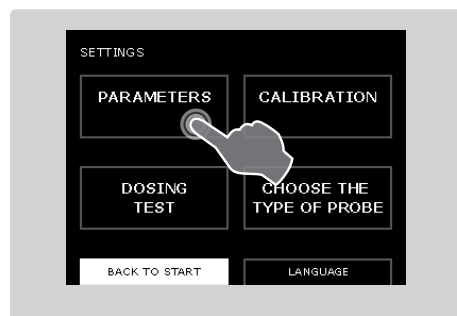 SETTINGS
PARAMETERS
CALIBRATION
DOSING
TEST
CHOOSE THE
TYPE OF PROBE
BACK TO START
LANGUAGE